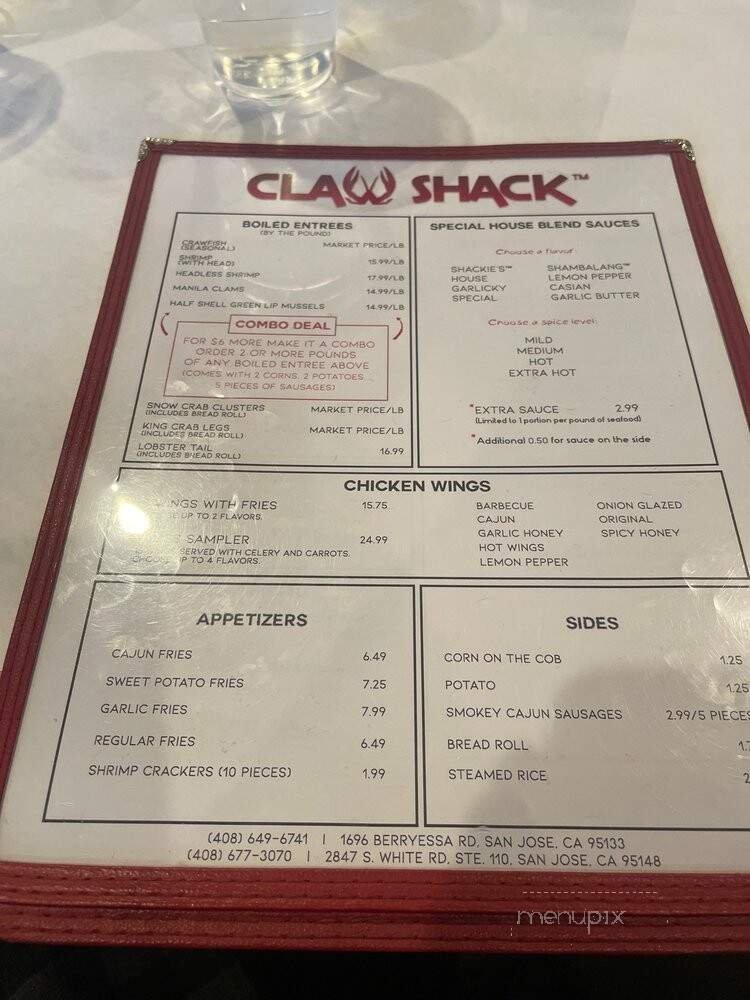 CLAW SHACK™
BOILED ENTREES
(BY THE POUND)
CRAWFISH MARKET PRICE/LB
(SEASONAL)
SHRIMP 15.99/LB
(WITH HEAD)
HEADLESS SHRIMP 17.99/LB
MANILA CLAMS 14.99/LB
HALF SHELL GREEN LIP MUSSELS 14.99/LB
COMBO DEAL
FOR $6 MORE MAKE IT A COMBO
ORDER 2 OR MORE POUNDS
OF ANY BOILED ENTREE ABOVE
(COMES WITH 2 CORNS, 2 POTATOES
5 PIECES OF SAUSAGES)
SNOW CRAB CLUSTERS MARKET PRICE/LB
(INCLUDES BREAD ROLL)
KING CRAB LEGS MARKET PRICE/LB
(INCLUDES BREAD ROLL)
LOBSTER TAIL 16.99
(INCLUDES BREAD ROLL)
SPECIAL HOUSE BLEND SAUCES
Choose a flavor:
SHACKIE'S™ SHAMBALANG™
HOUSE LEMON PEPPER
GARLICKY CASIAN
SPECIAL GARLIC BUTTER
Choose a spice level:
MILD
MEDIUM
HOT
EXTRA HOT
*EXTRA SAUCE 2.99
(Limited to 1 portion per pound of seafood)
*Additional 0.50 for sauce on the side
CHICKEN WINGS
WINGS WITH FRIES 15.75
UP TO 2 FLAVORS.
SAMPLER 24.99
SERVED WITH CELERY AND CARROTS.
CHOOSE UP TO 4 FLAVORS.
BARBECUE ONION GLAZED
CAJUN ORIGINAL
GARLIC HONEY SPICY HONEY
HOT WINGS
LEMON PEPPER
APPETIZERS
CAJUN FRIES 6.49
SWEET POTATO FRIES 7.25
GARLIC FRIES 7.99
REGULAR FRIES 6.49
SHRIMP CRACKERS (10 PIECES) 1.99
SIDES
CORN ON THE COB 1.25
POTATO 1.25
SMOKEY CAJUN SAUSAGES 2.99/5 PIECES
BREAD ROLL
STEAMED RICE
(408) 649-6741 | 1696 BERRYESSA RD, SAN JOSE, CA 95133
(408) 677-3070 | 2847 S. WHITE RD, STE. 110, SAN JOSE, CA 95148
menupix